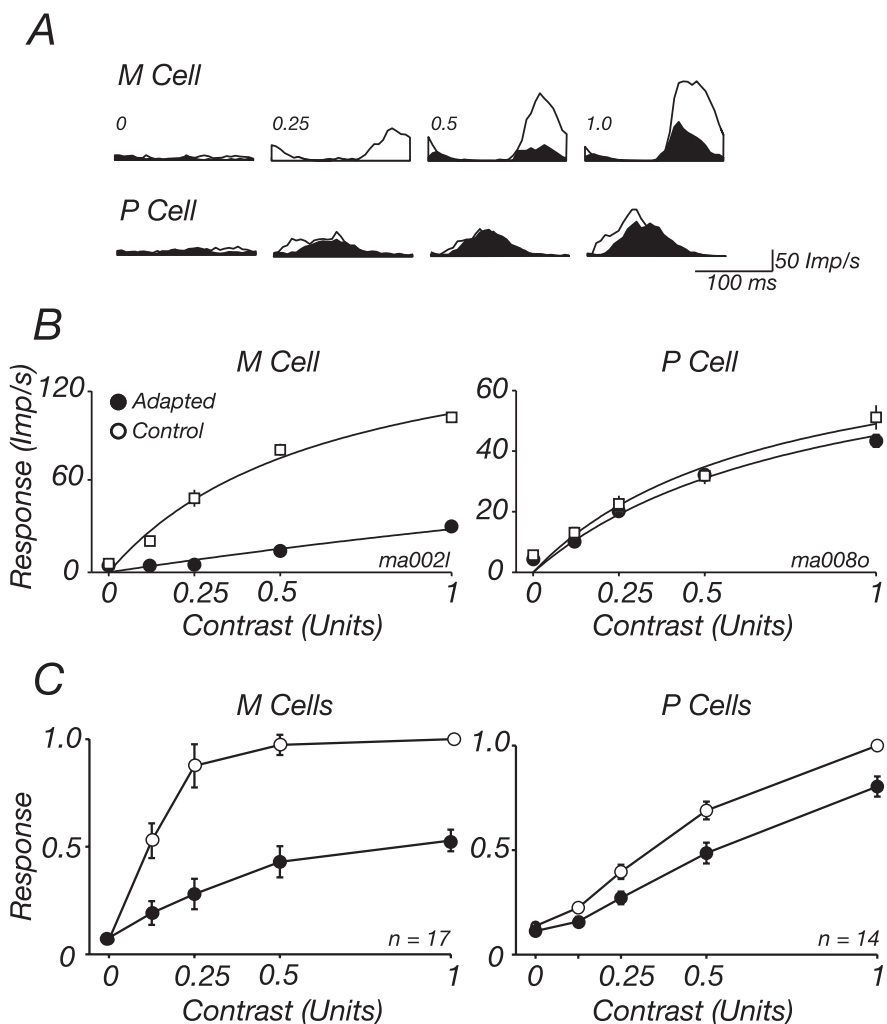 A
M Cell
0 0.25 0.5 1.0
P Cell
50 Imp/s
100 ms
B
M Cell
P Cell
Response (Imp/s)
120
60
0
Adapted
Control
ma002l
0 0.25 0.5 1
Contrast (Units)
60
40
20
0
ma008o
0 0.25 0.5 1
Contrast (Units)
C
M Cells
P Cells
Response
1.0
0.5
0
n = 17
0 0.25 0.5 1
Contrast (Units)
1.0
0.5
0
n = 14
0 0.25 0.5 1
Contrast (Units)